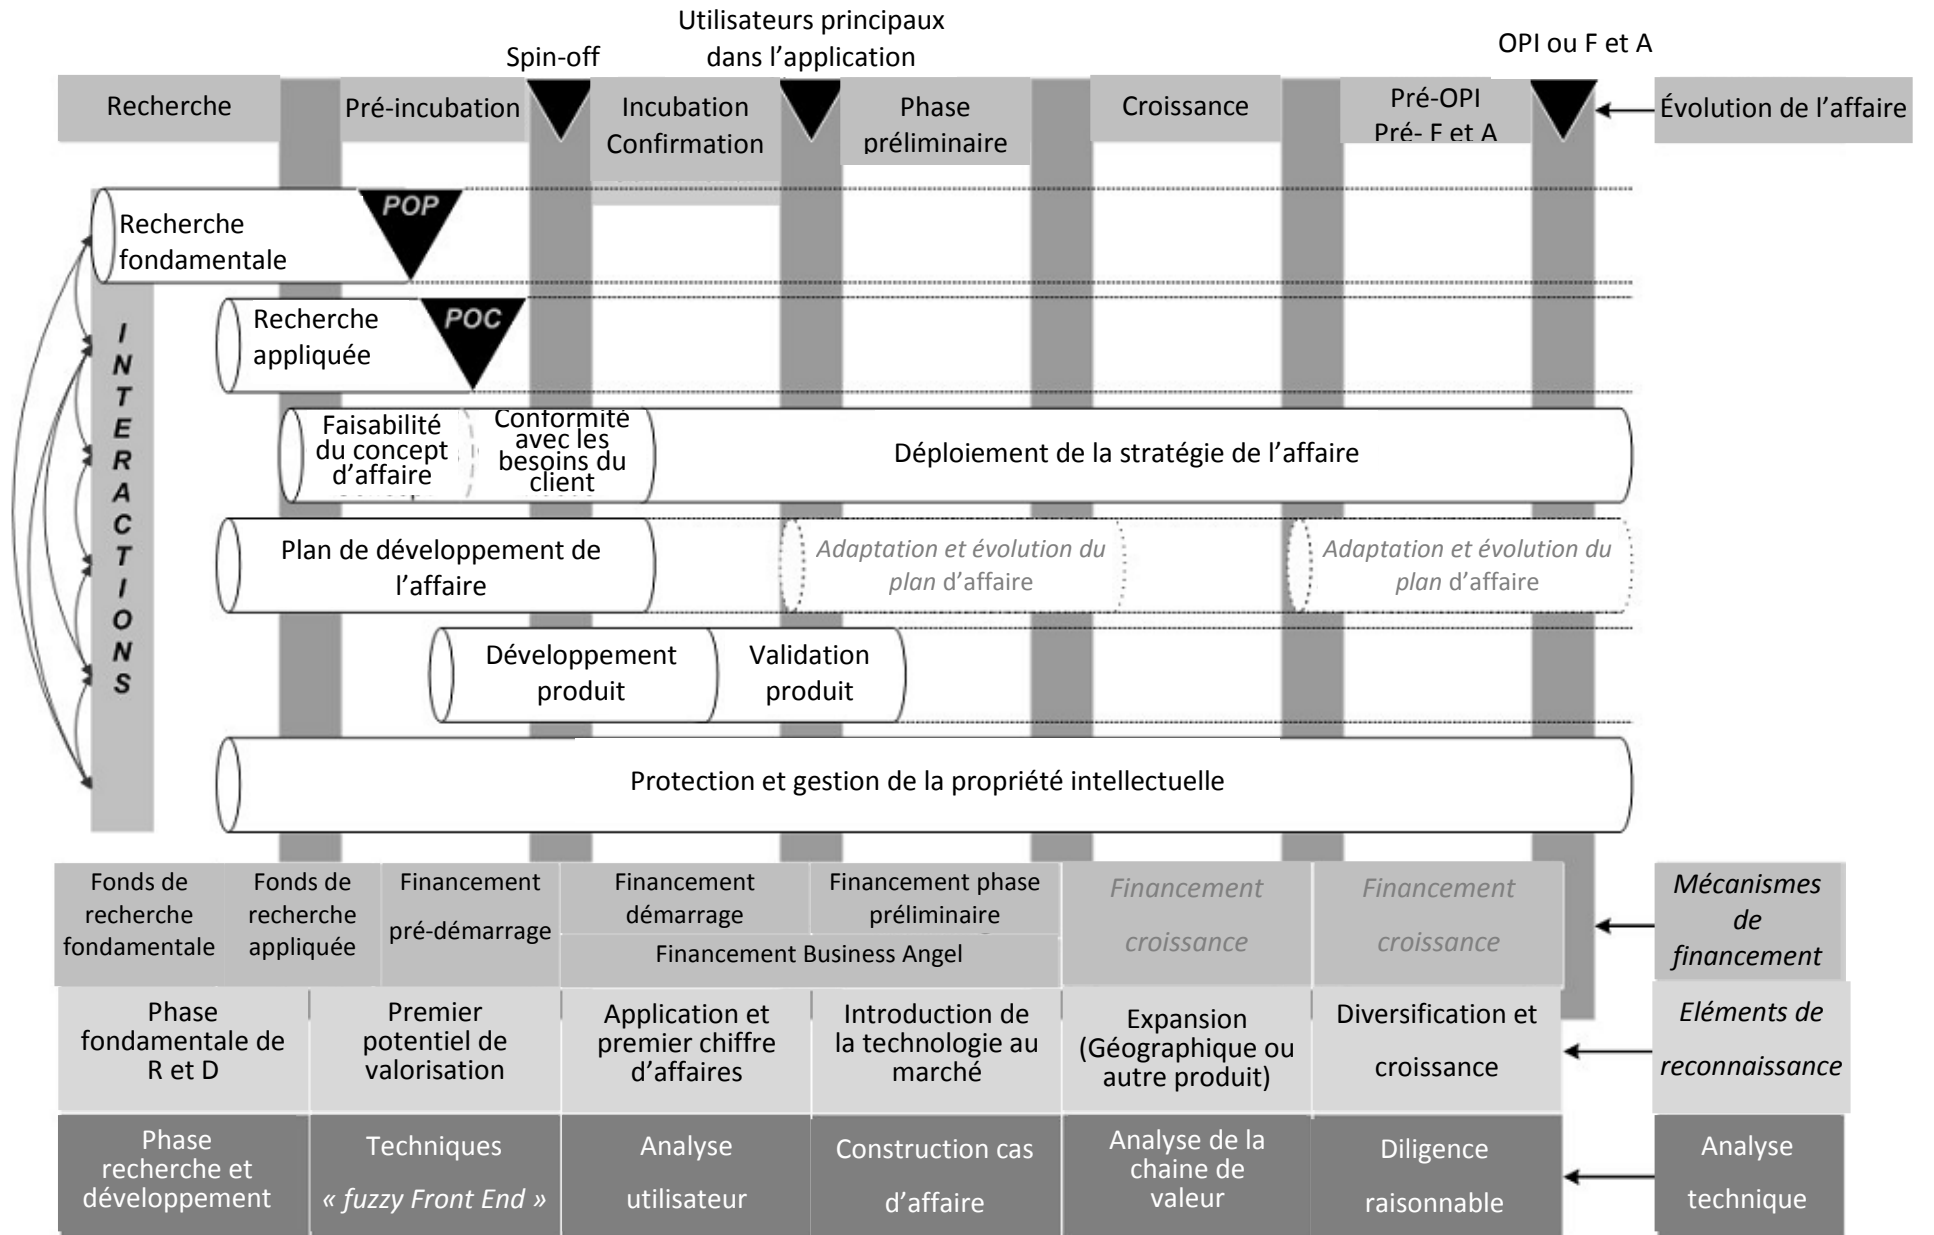 Utilisateurs principaux
dans l’application
Spin-off
OPI ou F et A
Recherche
Pré-incubation
Incubation
Confirmation
Phase
préliminaire
Croissance
Pré-OPI
Pré- F et A
Évolution de l’affaire
Recherche
fondamentale
POP
Recherche
appliquée
POC
INTERACTIONS
Faisabilité
du concept
d’affaire
Conformité
avec les
besoins du
client
Déploiement de la stratégie de l’affaire
Plan de développement de
l’affaire
Adaptation et évolution du
plan d’affaire
Adaptation et évolution du
plan d’affaire
Développement
produit
Validation
produit
Protection et gestion de la propriété intellectuelle
Fonds de
recherche
fondamentale
Fonds de
recherche
appliquée
Financement
pré-démarrage
Financement
démarrage
Financement phase
préliminaire
Financement Business Angel
Financement
croissance
Financement
croissance
Mécanismes
de
financement
Phase
fondamentale de
R et D
Premier
potentiel de
valorisation
Application et
premier chiffre
d’affaires
Introduction de
la technologie au
marché
Expansion
(Géographique ou
autre produit)
Diversification et
croissance
Eléments de
reconnaissance
Phase
recherche et
développement
Techniques
« fuzzy Front End »
Analyse
utilisateur
Construction cas
d’affaire
Analyse de la
chaine de
valeur
Diligence
raisonnable
Analyse
technique